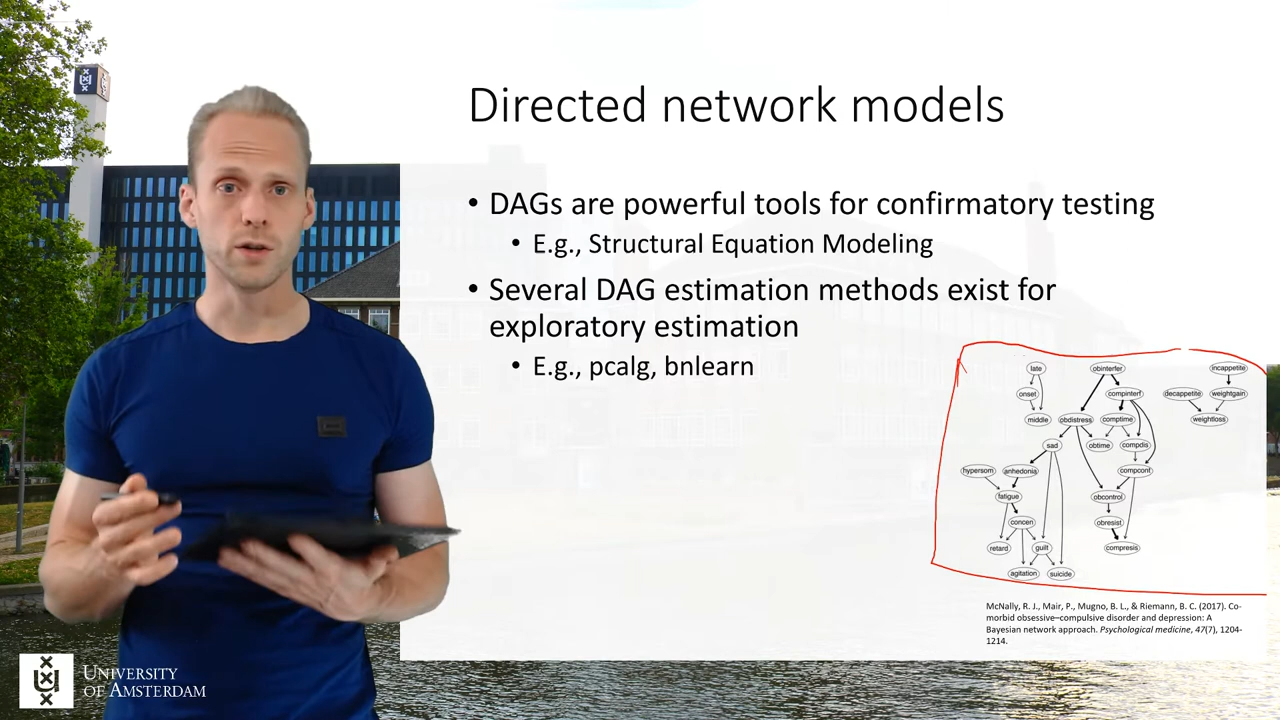 Directed network models
• DAGs are powerful tools for confirmatory testing
• E.g., Structural Equation Modeling
• Several DAG estimation methods exist for
exploratory estimation
• E.g., pcalg, bnlearn
late
obinterfer
incappetite
onset
compinterf
decappetite
weightgain
middle
obdistress
comptime
weightloss
sad
obtime
compdis
hypersom
anhedonia
compcont
fatigue
obcontrol
concen
obresist
retard
guilt
compresis
agitation
suicide
McNally, R. J., Mair, P., Mugno, B. L., & Riemann, B. C. (2017). Co-
morbid obsessive–compulsive disorder and depression: A
Bayesian network approach. Psychological medicine, 47(7), 1204-
1214.
UNIVERSITY
OF AMSTERDAM